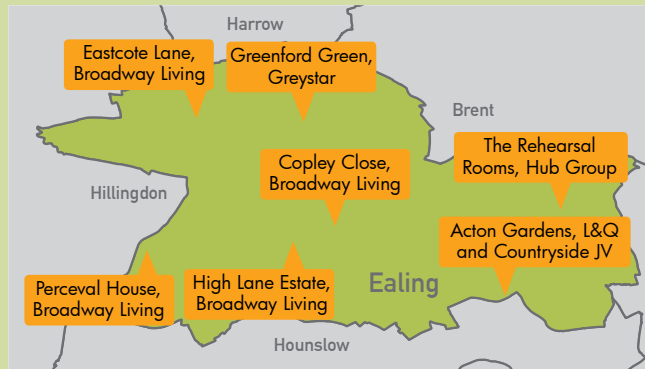 Harrow
Eastcote Lane,
Broadway Living
Greenford Green,
Greystar
Brent
The Rehearsal
Rooms, Hub Group
Copley Close,
Broadway Living
Hillingdon
Acton Gardens, L&Q
and Countryside JV
Perceval House,
Broadway Living
High Lane Estate,
Broadway Living
Ealing
Hounslow